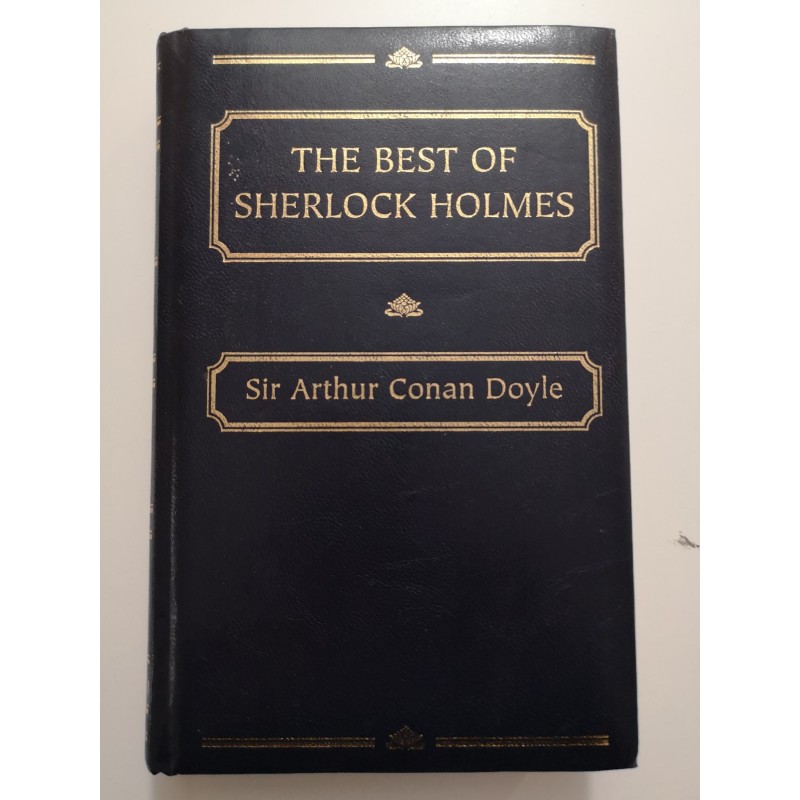 THE BEST OF
SHERLOCK HOLMES
Sir Arthur Conan Doyle